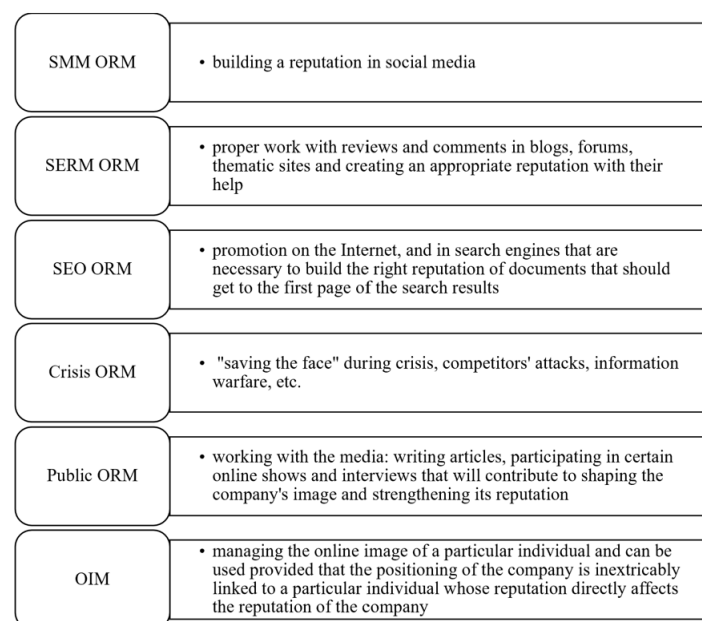 SMM ORM
• building a reputation in social media
SERM ORM
• proper work with reviews and comments in blogs, forums,
thematic sites and creating an appropriate reputation with their
help
SEO ORM
• promotion on the Internet, and in search engines that are
necessary to build the right reputation of documents that should
get to the first page of the search results
Crisis ORM
• "saving the face" during crisis, competitors' attacks, information
warfare, etc.
Public ORM
• working with the media: writing articles, participating in certain
online shows and interviews that will contribute to shaping the
company's image and strengthening its reputation
OIM
• managing the online image of a particular individual and can be
used provided that the positioning of the company is inextricably
linked to a particular individual whose reputation directly affects
the reputation of the company